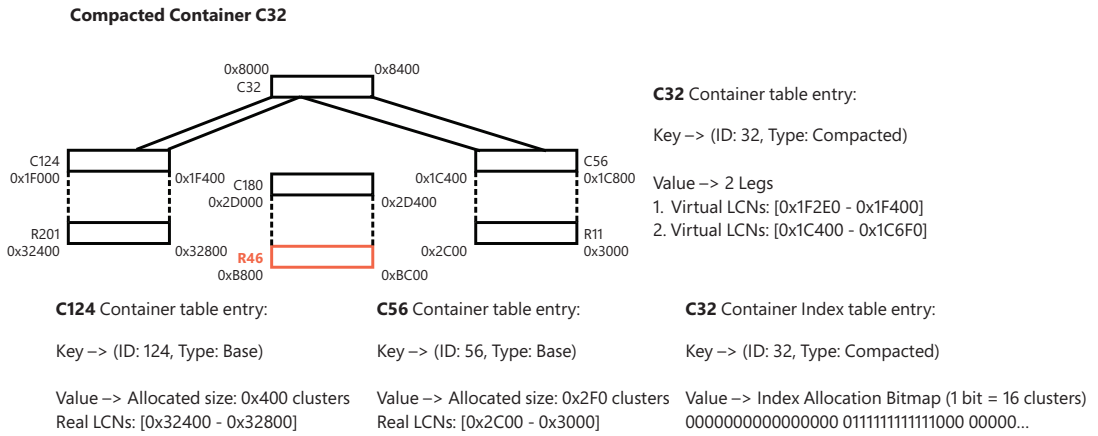 Compacted Container C32
0x8000
0x8400
C32
C124
0x1F000
0x1F400
C180
0x2D000
0x2D400
0x1C400
C56
0x1C800
R201
0x32400
0x32800
R46
0xB800
0xBC00
0x2C00
R11
0x3000
C32 Container table entry:
Key –> (ID: 32, Type: Compacted)
Value –> 2 Legs
1. Virtual LCNs: [0x1F2E0 - 0x1F400]
2. Virtual LCNs: [0x1C400 - 0x1C6F0]
C124 Container table entry:
Key –> (ID: 124, Type: Base)
Value –> Allocated size: 0x400 clusters
Real LCNs: [0x32400 - 0x32800]
C56 Container table entry:
Key –> (ID: 56, Type: Base)
Value –> Allocated size: 0x2F0 clusters
Real LCNs: [0x2C00 - 0x3000]
C32 Container Index table entry:
Key –> (ID: 32, Type: Compacted)
Value –> Index Allocation Bitmap (1 bit = 16 clusters)
0000000000000000 0111111111111000 00000...